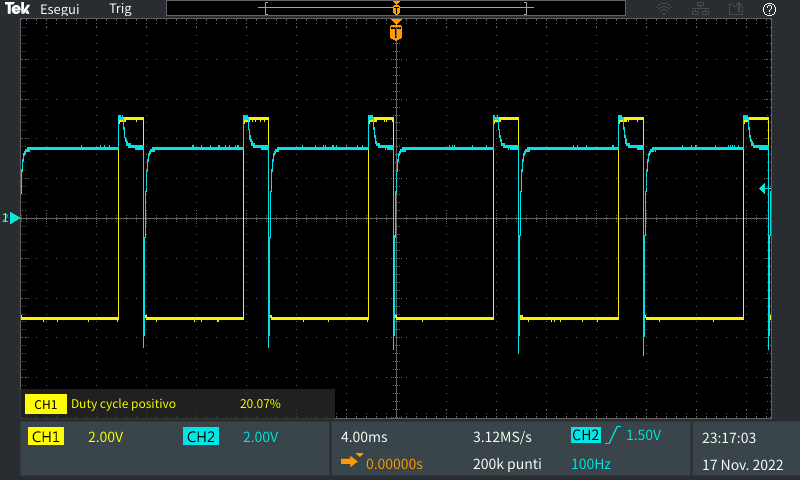 Tek Esegui Trig T ?
T
CH1 Duty cycle positivo 20.07%
CH1 2.00V CH2 2.00V 4.00ms 3.12MS/s CH2 1.50V 23:17:03
0.00000s 200k punti 100Hz 17 Nov. 2022